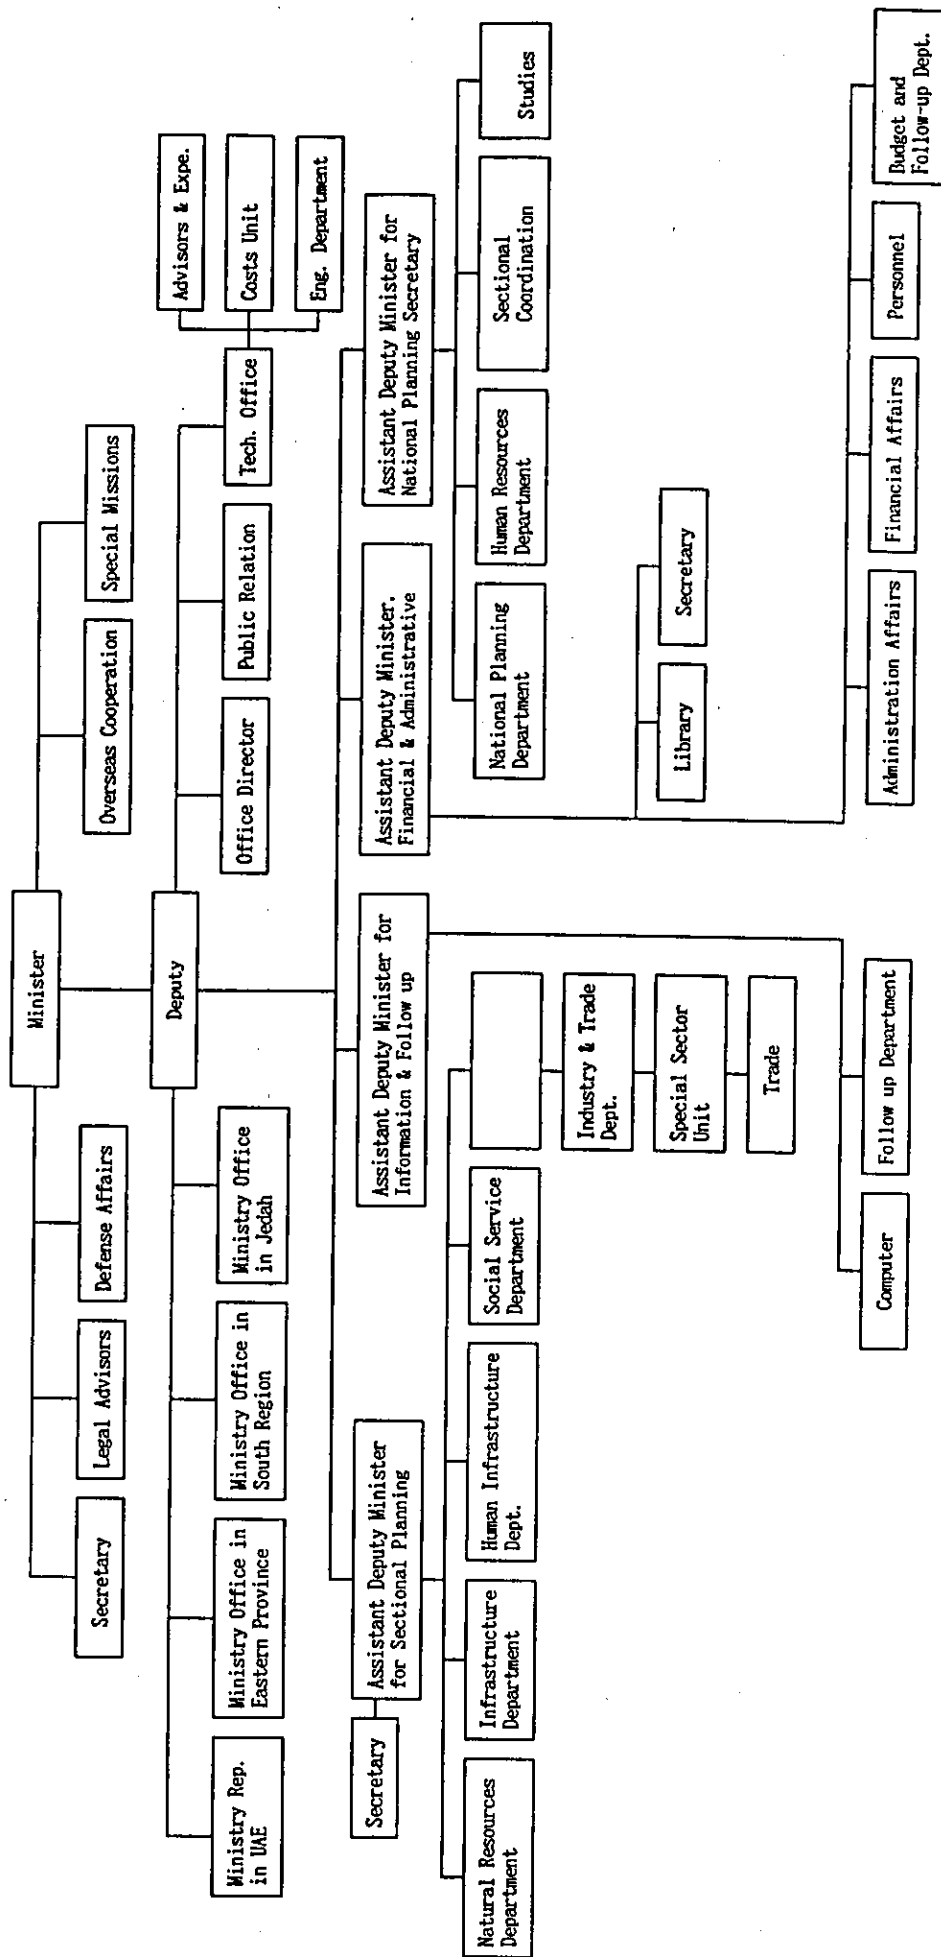 Minister
Secretary
Legal Advisors
Defense Affairs
Overseas Cooperation
Special Missions
Deputy
Ministry Rep.
in UAE
Ministry Office in
Eastern Province
Ministry Office in
South Region
Ministry Office
in Jedah
Office Director
Public Relation
Tech. Office
Advisors & Expe.
Costs Unit
Eng. Department
Secretary
Assistant Deputy Minister
for Sectional Planning
Assistant Deputy Minister for
Information & Follow up
Assistant Deputy Minister.
Financial & Administrative
Assistant Deputy Minister for
National Planning Secretary
Natural Resources
Department
Infrastructure
Department
Human Infrastructure
Dept.
Social Service
Department
Industry & Trade
Dept.
Special Sector
Unit
Trade
National Planning
Department
Human Resources
Department
Sectional
Coordination
Studies
Library
Secretary
Computer
Follow up Department
Administration Affairs
Financial Affairs
Personnel
Budget and
Follow-up Dept.